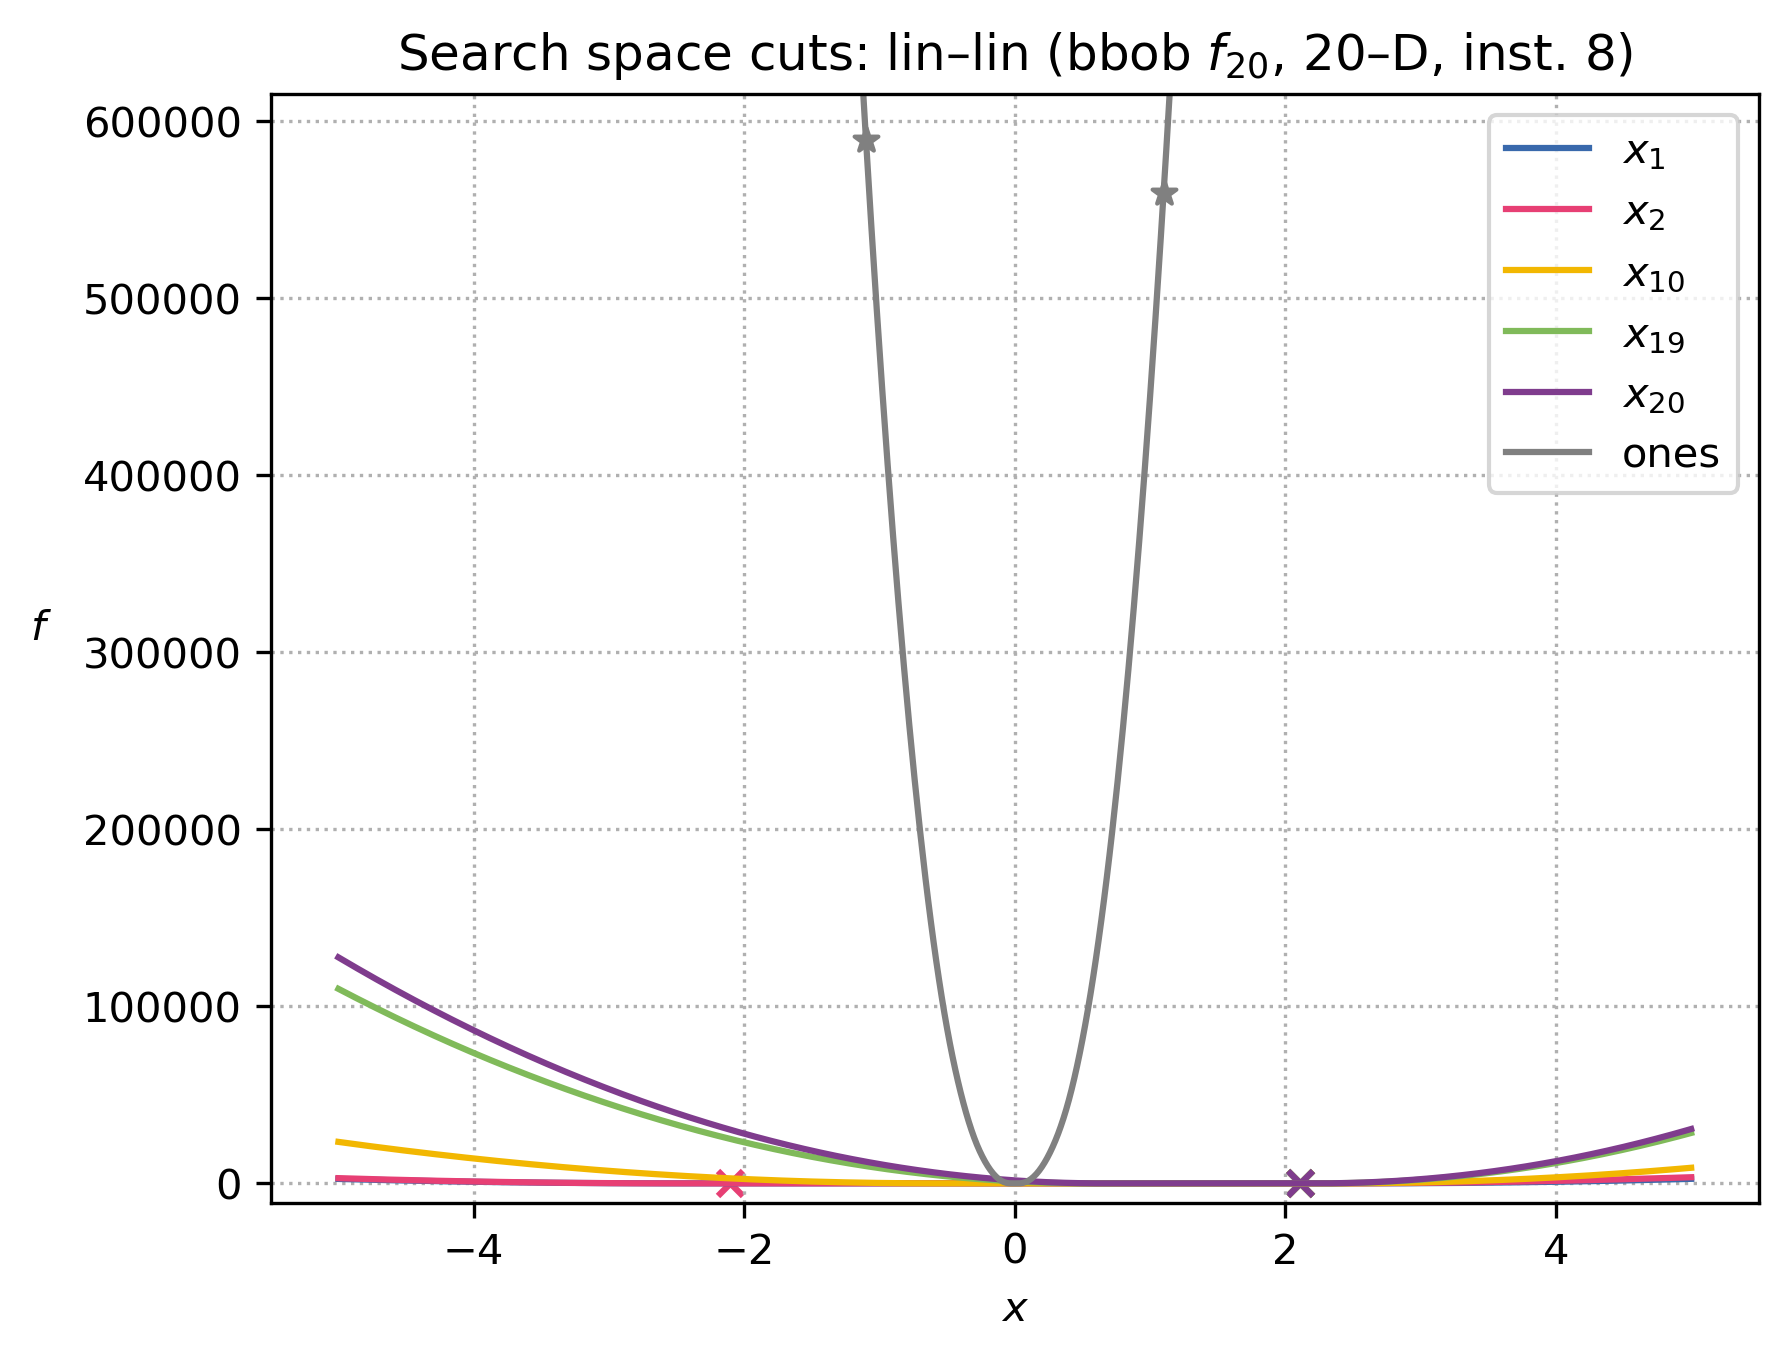 Search space cuts: lin–lin (bbob f₂₀, 20–D, inst. 8)
600000
500000
400000
300000
200000
100000
0
f
−4
−2
0
2
4
x
x₁
x₂
x₁₀
x₁₉
x₂₀
ones